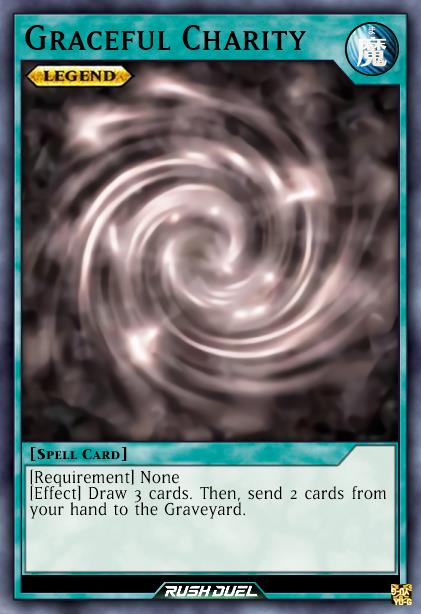 GRACEFUL CHARITY
ま
魔
LEGEND
[SPELL CARD]
[Requirement] None
[Effect] Draw 3 cards. Then, send 2 cards from
your hand to the Graveyard.
RUSH DUEL